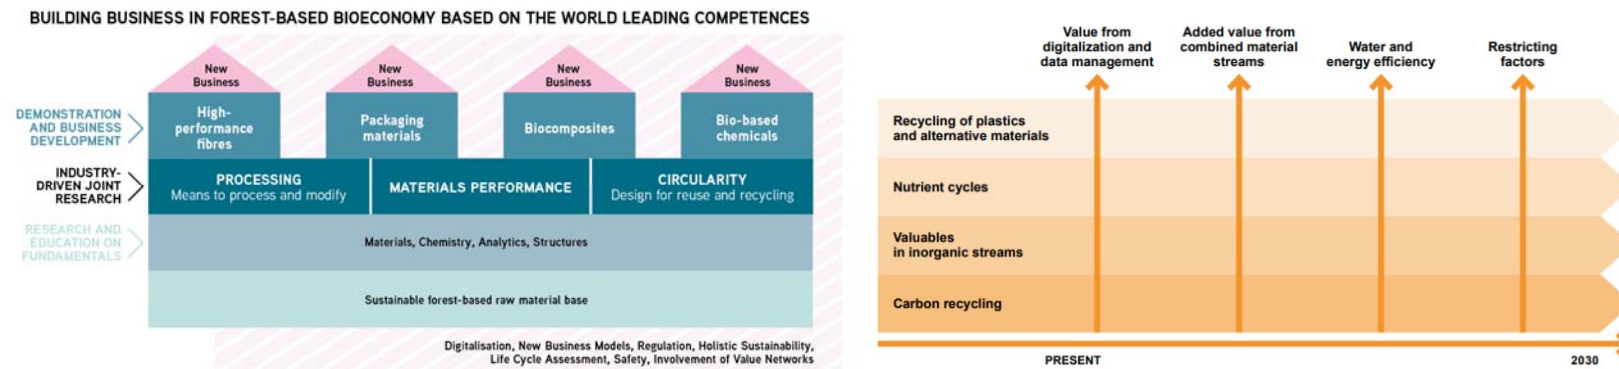 BUILDING BUSINESS IN FOREST-BASED BIOECONOMY BASED ON THE WORLD LEADING COMPETENCES
New
Business
New
Business
New
Business
New
Business
DEMONSTRATION
AND BUSINESS
DEVELOPMENT
High-
performance
fibres
Packaging
materials
Biocomposites
Bio-based
chemicals
INDUSTRY-
DRIVEN JOINT
RESEARCH
PROCESSING
Means to process and modify
MATERIALS PERFORMANCE
CIRCULARITY
Design for reuse and recycling
RESEARCH AND
EDUCATION ON
FUNDAMENTALS
Materials, Chemistry, Analytics, Structures
Sustainable forest-based raw material base
Digitalisation, New Business Models, Regulation, Holistic Sustainability,
Life Cycle Assessment, Safety, Involvement of Value Networks
Value from
digitalization and
data management
Added value from
combined material
streams
Water and
energy efficiency
Restricting
factors
Recycling of plastics
and alternative materials
Nutrient cycles
Valuables
in inorganic streams
Carbon recycling
PRESENT
2030